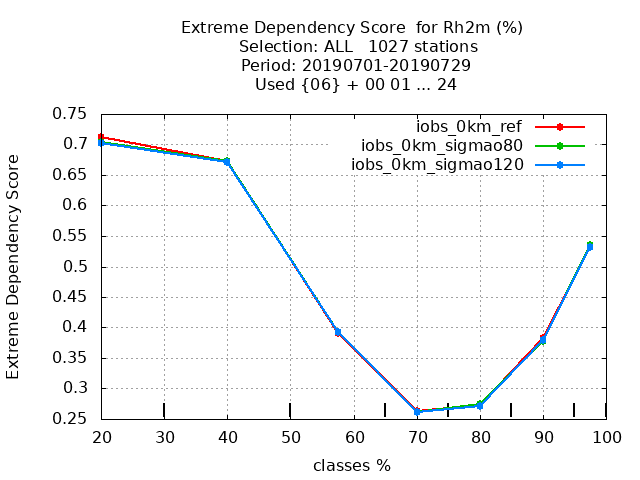 Extreme Dependency Score  for Rh2m (%)
Selection: ALL   1027 stations
Period: 20190701-20190729
Used {06} + 00 01 ... 24
iobs_0km_ref
iobs_0km_sigmao80
iobs_0km_sigmao120
Extreme Dependency Score
0.75
0.7
0.65
0.6
0.55
0.5
0.45
0.4
0.35
0.3
0.25
20 30 40 50 60 70 80 90 100
classes %